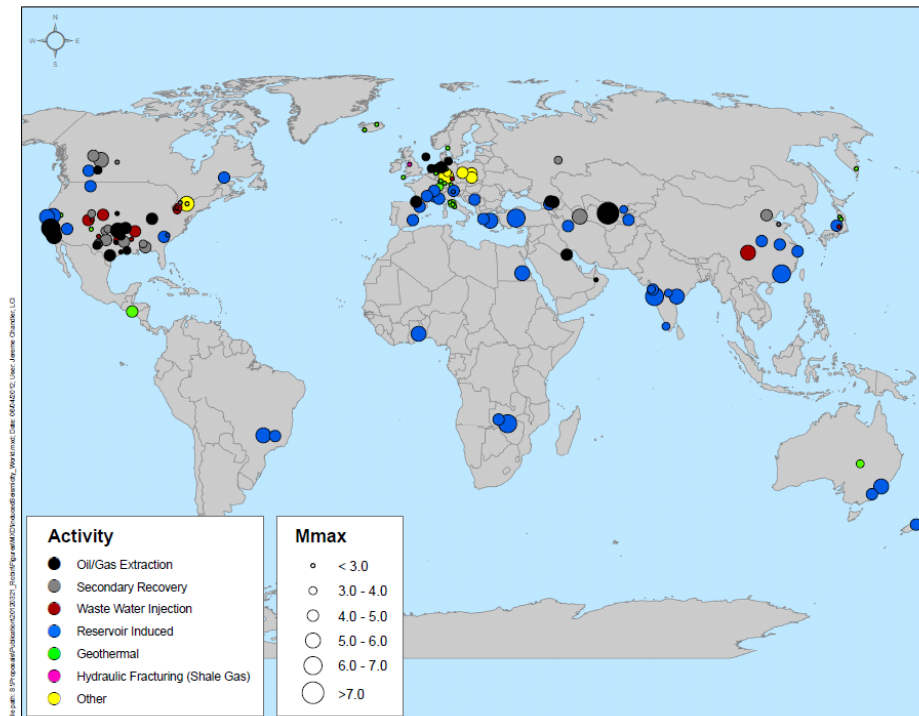 N
W E
S
Activity
Oil/Gas Extraction
Secondary Recovery
Waste Water Injection
Reservoir Induced
Geothermal
Hydraulic Fracturing (Shale Gas)
Other
Mmax
< 3.0
3.0 - 4.0
4.0 - 5.0
5.0 - 6.0
6.0 - 7.0
>7.0